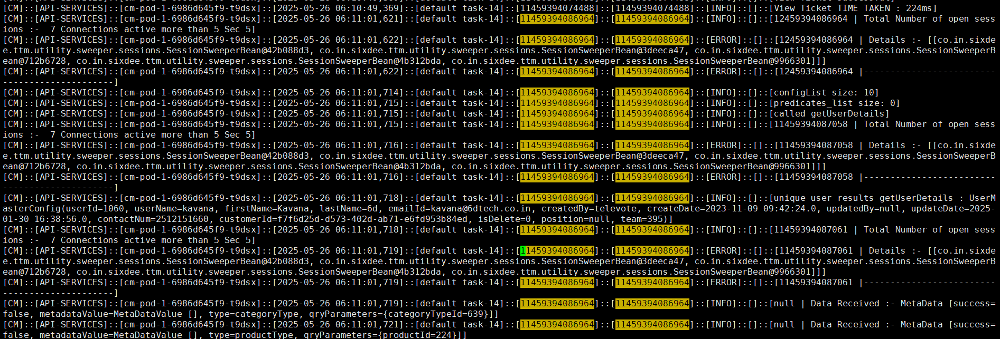 [CM]::[API-SERVICES]::[cm-pod-1-6986d645f9-t9dsx]::[2025-05-26 06:10:49,369]::[default task-14]::[11459394074488]::[11459394074488]::[INFO]::[]::[View Ticket TIME TAKEN : 224ms]
[CM]::[API-SERVICES]::[cm-pod-1-6986d645f9-t9dsx]::[2025-05-26 06:11:01,621]::[default task-14]::[11459394086964]::[11459394086964]::[INFO]::[]::[12459394086964 | Total Number of open sess
ions :-  7 Connections active more than 5 Sec 5]
[CM]::[API-SERVICES]::[cm-pod-1-6986d645f9-t9dsx]::[2025-05-26 06:11:01,622]::[default task-14]::[11459394086964]::[11459394086964]::[ERROR]::[]::[12459394086964 | Details :- [[co.in.sixde
e.ttm.utility.sweeper.sessions.SessionSweeperBean@42b088d3, co.in.sixdee.ttm.utility.sweeper.sessions.SessionSweeperBean@3deeca47, co.in.sixdee.ttm.utility.sweeper.sessions.SessionSweeperB
ean@712b6728, co.in.sixdee.ttm.utility.sweeper.sessions.SessionSweeperBean@4b312bda, co.in.sixdee.ttm.utility.sweeper.sessions.SessionSweeperBean@9966301]]]
[CM]::[API-SERVICES]::[cm-pod-1-6986d645f9-t9dsx]::[2025-05-26 06:11:01,622]::[default task-14]::[11459394086964]::[11459394086964]::[ERROR]::[]::[12459394086964 |-------------------------
---------------------]
[CM]::[API-SERVICES]::[cm-pod-1-6986d645f9-t9dsx]::[2025-05-26 06:11:01,714]::[default task-14]::[11459394086964]::[11459394086964]::[INFO]::[]::[configList size: 10]
[CM]::[API-SERVICES]::[cm-pod-1-6986d645f9-t9dsx]::[2025-05-26 06:11:01,715]::[default task-14]::[11459394086964]::[11459394086964]::[INFO]::[]::[predicates_list size: 0]
[CM]::[API-SERVICES]::[cm-pod-1-6986d645f9-t9dsx]::[2025-05-26 06:11:01,715]::[default task-14]::[11459394086964]::[11459394086964]::[INFO]::[]::[called getUserDetails]
[CM]::[API-SERVICES]::[cm-pod-1-6986d645f9-t9dsx]::[2025-05-26 06:11:01,715]::[default task-14]::[11459394086964]::[11459394086964]::[INFO]::[]::[11459394087058 | Total Number of open sess
ions :-  7 Connections active more than 5 Sec 5]
[CM]::[API-SERVICES]::[cm-pod-1-6986d645f9-t9dsx]::[2025-05-26 06:11:01,716]::[default task-14]::[11459394086964]::[11459394086964]::[ERROR]::[]::[11459394087058 | Details :- [[co.in.sixde
e.ttm.utility.sweeper.sessions.SessionSweeperBean@42b088d3, co.in.sixdee.ttm.utility.sweeper.sessions.SessionSweeperBean@3deeca47, co.in.sixdee.ttm.utility.sweeper.sessions.SessionSweeperB
ean@712b6728, co.in.sixdee.ttm.utility.sweeper.sessions.SessionSweeperBean@4b312bda, co.in.sixdee.ttm.utility.sweeper.sessions.SessionSweeperBean@9966301]]]
[CM]::[API-SERVICES]::[cm-pod-1-6986d645f9-t9dsx]::[2025-05-26 06:11:01,716]::[default task-14]::[11459394086964]::[11459394086964]::[ERROR]::[]::[11459394087058 |-------------------------
---------------------]
[CM]::[API-SERVICES]::[cm-pod-1-6986d645f9-t9dsx]::[2025-05-26 06:11:01,718]::[default task-14]::[11459394086964]::[11459394086964]::[INFO]::[]::[unique user results getUserDetails : UserM
asterConfig(userId=1060, userName=kavana, firstName=Kavana, lastName=6d, emailId=kavana@6dtech.co.in, createdBy=televote, createDate=2023-11-09 09:42:24.0, updatedBy=null, updateDate=2025-
01-30 16:38:56.0, contactNum=2512151660, customerId=f7f6d25d-d573-402d-ab71-e6fd953b84ed, isDelete=0, position=null, team=395)]
[CM]::[API-SERVICES]::[cm-pod-1-6986d645f9-t9dsx]::[2025-05-26 06:11:01,718]::[default task-14]::[11459394086964]::[11459394086964]::[INFO]::[]::[11459394087061 | Total Number of open sess
ions :-  7 Connections active more than 5 Sec 5]
[CM]::[API-SERVICES]::[cm-pod-1-6986d645f9-t9dsx]::[2025-05-26 06:11:01,719]::[default task-14]::[11459394086964]::[11459394086964]::[ERROR]::[]::[11459394087061 | Details :- [[co.in.sixde
e.ttm.utility.sweeper.sessions.SessionSweeperBean@42b088d3, co.in.sixdee.ttm.utility.sweeper.sessions.SessionSweeperBean@3deeca47, co.in.sixdee.ttm.utility.sweeper.sessions.SessionSweeperB
ean@712b6728, co.in.sixdee.ttm.utility.sweeper.sessions.SessionSweeperBean@4b312bda, co.in.sixdee.ttm.utility.sweeper.sessions.SessionSweeperBean@9966301]]]
[CM]::[API-SERVICES]::[cm-pod-1-6986d645f9-t9dsx]::[2025-05-26 06:11:01,719]::[default task-14]::[11459394086964]::[11459394086964]::[ERROR]::[]::[11459394087061 |-------------------------
---------------------]
[CM]::[API-SERVICES]::[cm-pod-1-6986d645f9-t9dsx]::[2025-05-26 06:11:01,719]::[default task-14]::[11459394086964]::[11459394086964]::[INFO]::[]::[null | Data Received :- MetaData [success=
false, metadataValue=MetaDataValue [], type=categoryType, qryParameters={categoryTypeId=639}]]
[CM]::[API-SERVICES]::[cm-pod-1-6986d645f9-t9dsx]::[2025-05-26 06:11:01,721]::[default task-14]::[11459394086964]::[11459394086964]::[INFO]::[]::[null | Data Received :- MetaData [success=
false, metadataValue=MetaDataValue [], type=productType, qryParameters={productId=224}]]